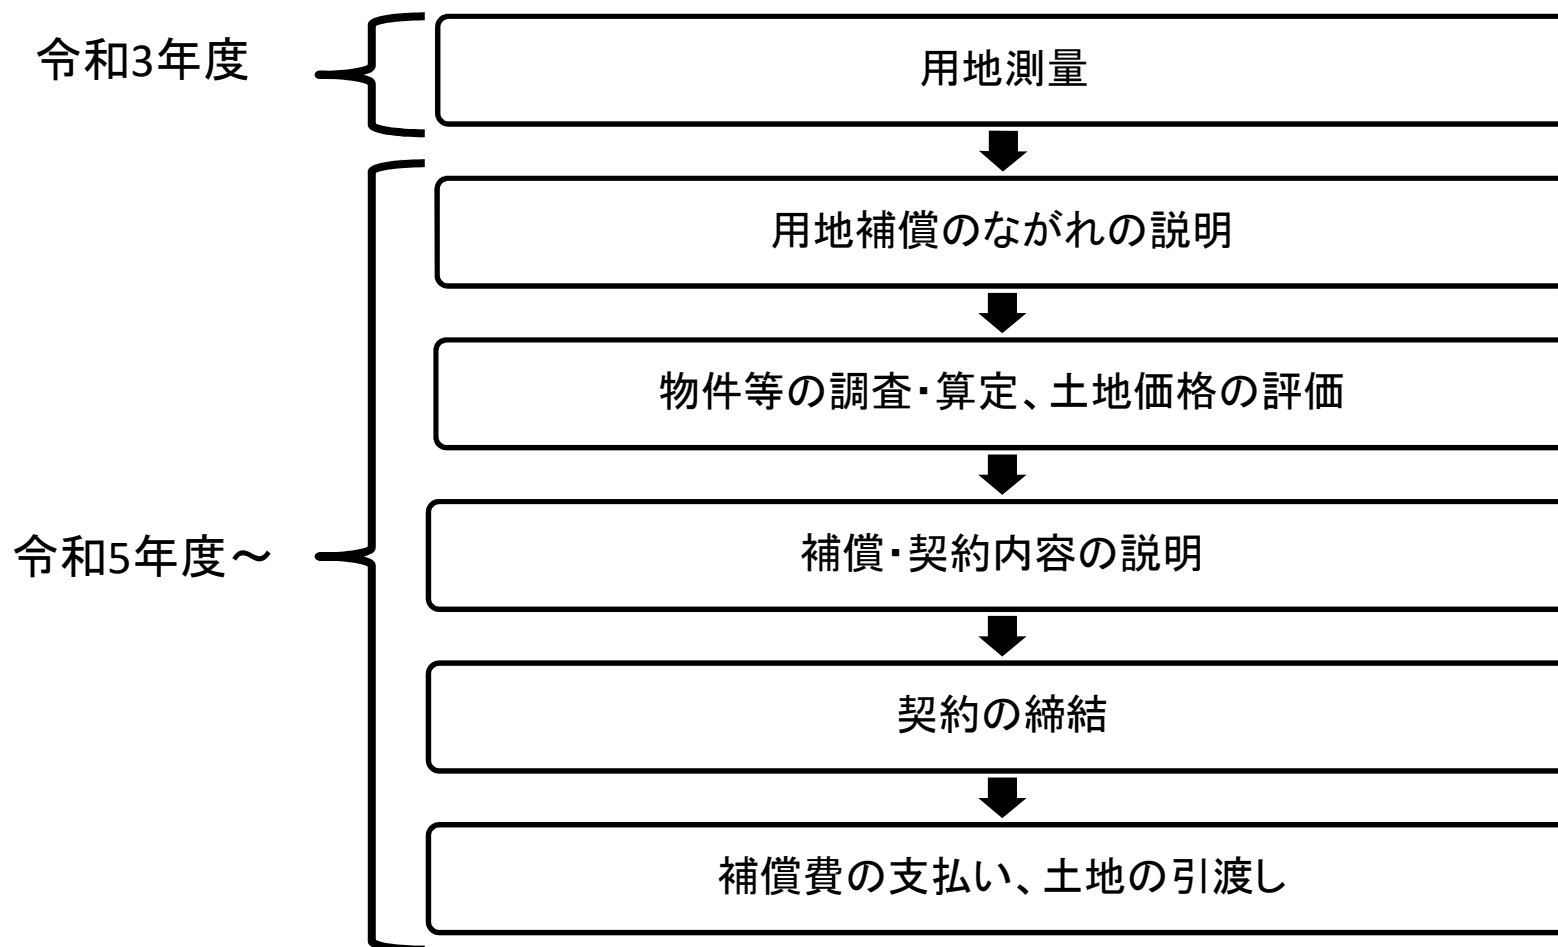 令和3年度
用地測量
用地補償のながれの説明
物件等の調査・算定、土地価格の評価
令和5年度～
補償・契約内容の説明
契約の締結
補償費の支払い、土地の引渡し